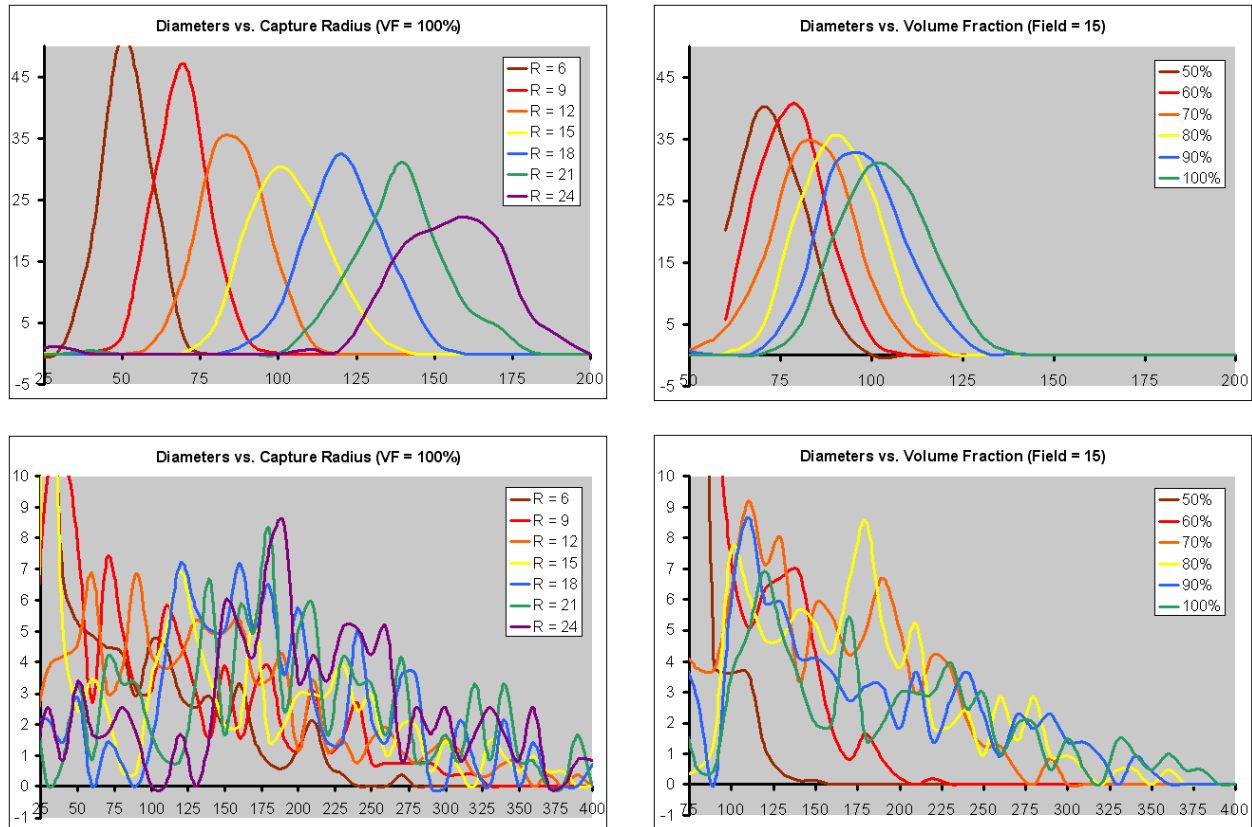 Diameters vs. Capture Radius (VF = 100%)
45
35
25
15
5
-5
25 50 75 100 125 150 175 200
R = 6
R = 9
R = 12
R = 15
R = 18
R = 21
R = 24
Diameters vs. Volume Fraction (Field = 15)
45
35
25
15
5
-5
50 75 100 125 150 175 200
50%
60%
70%
80%
90%
100%
Diameters vs. Capture Radius (VF = 100%)
10
9
8
7
6
5
4
3
2
1
0
-1
25 50 75 100 125 150 175 200 225 250 275 300 325 350 375 400
R = 6
R = 9
R = 12
R = 15
R = 18
R = 21
R = 24
Diameters vs. Volume Fraction (Field = 15)
10
9
8
7
6
5
4
3
2
1
0
-1
75 100 125 150 175 200 225 250 275 300 325 350 375 400
50%
60%
70%
80%
90%
100%